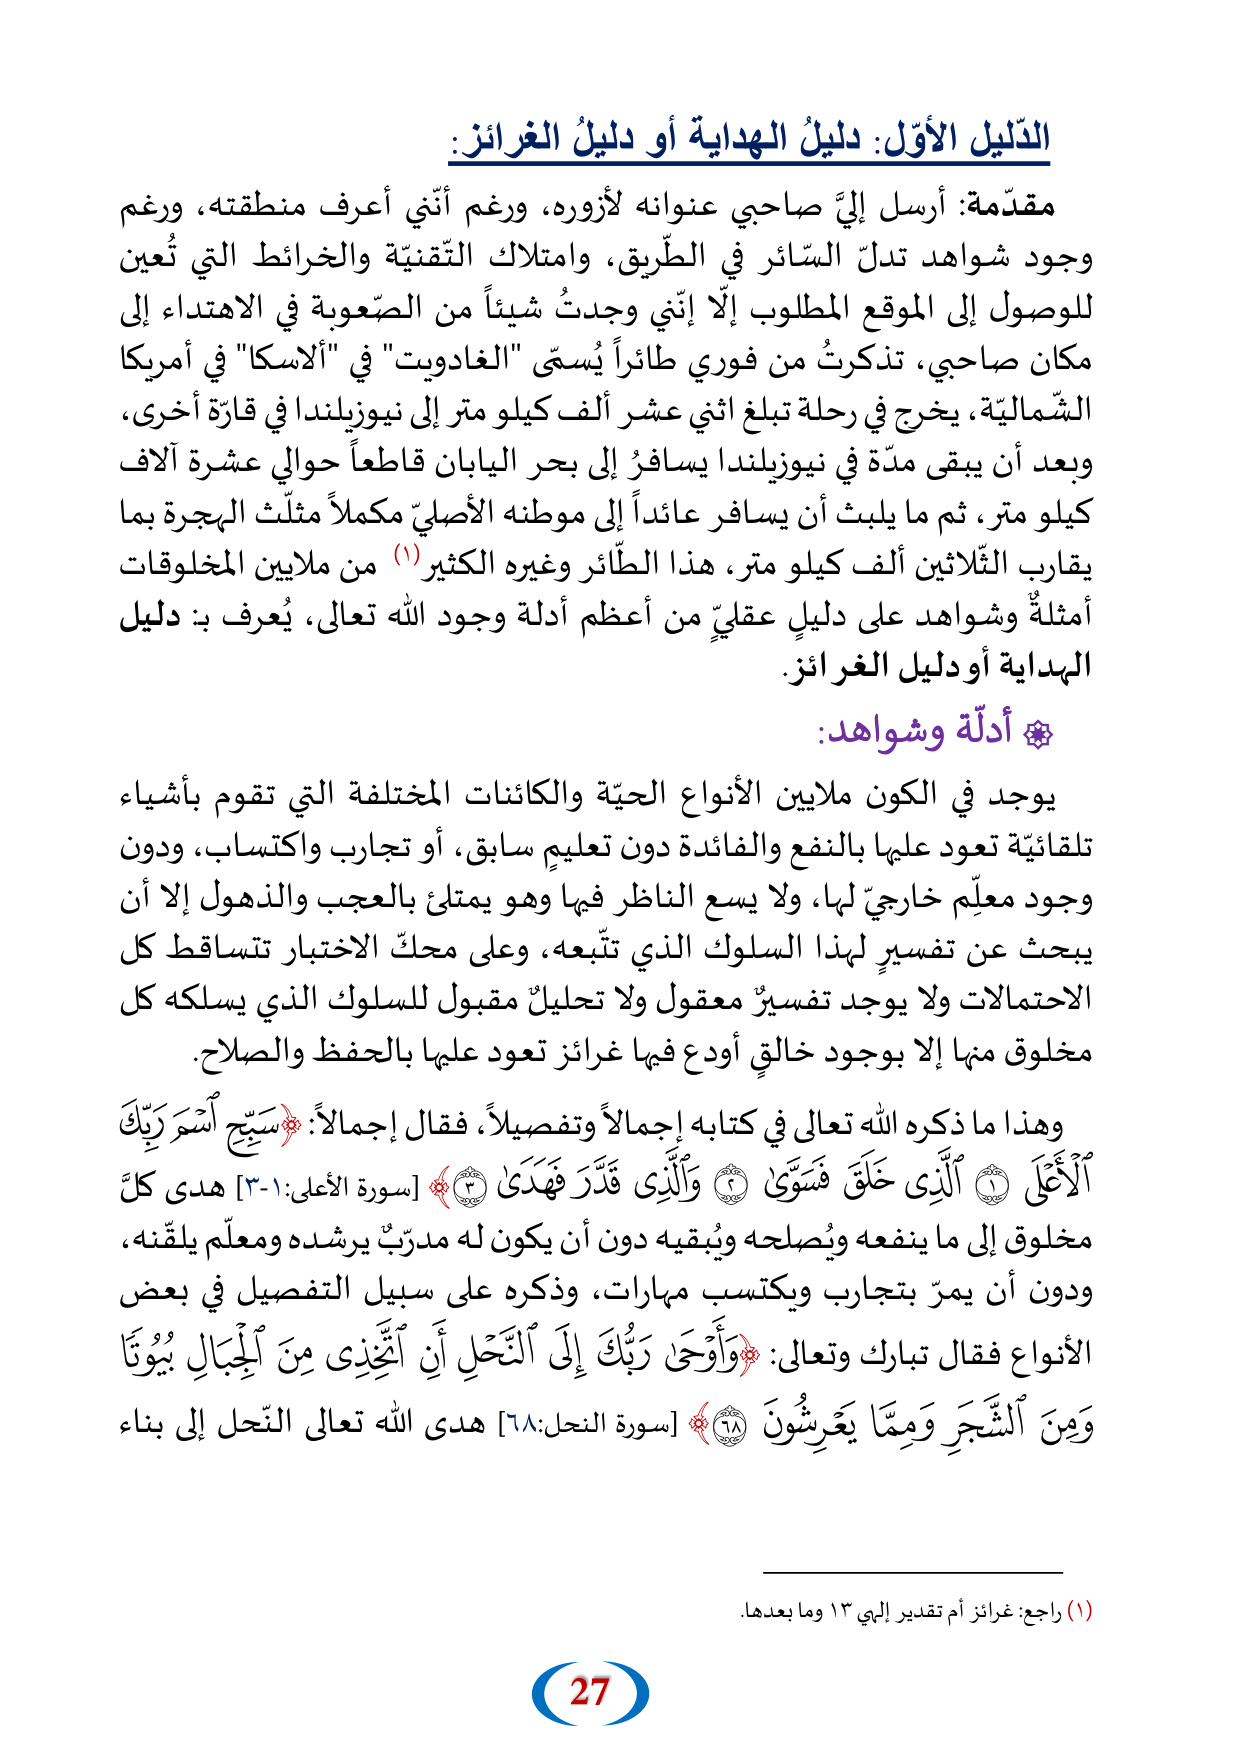 الدّليل الأوّل: دليلُ الهداية أو دليلُ الغرائز:
مقدّمة: أرسل إليَّ صاحبي عنوانه لأزوره، ورغم أنّني أعرف منطقته، ورغم
وجود شواهد تدلّ السّائر في الطّريق، وامتلاك التّقنيّة والخرائط التي تُعين
للوصول إلى الموقع المطلوب إلّا إنّني وجدتُ شيئاً من الصّعوبة في الاهتداء إلى
مكان صاحبي، تذكرتُ من فوري طائراً يُسمّى "الغادويت" في "ألاسكا" في أمريكا
الشّماليّة، يخرج في رحلة تبلغ اثني عشر ألف كيلو متر إلى نيوزيلندا في قارّة أخرى،
وبعد أن يبقى مدّة في نيوزيلندا يسافرُ إلى بحر اليابان قاطعاً حوالي عشرة آلاف
كيلو متر، ثم ما يلبث أن يسافر عائداً إلى موطنه الأصليّ مكملاً مثلّث الهجرة بما
يقارب الثّلاثين ألف كيلو متر، هذا الطّائر وغيره الكثير(١) من ملايين المخلوقات
أمثلةٌ وشواهد على دليلٍ عقليٍّ من أعظم أدلة وجود الله تعالى، يُعرف بـ: دليل
الهداية أو دليل الغرائز.
أدلّة وشواهد:
يوجد في الكون ملايين الأنواع الحيّة والكائنات المختلفة التي تقوم بأشياء
تلقائيّة تعود عليها بالنفع والفائدة دون تعليمٍ سابق، أو تجارب واكتساب، ودون
وجود معلِّم خارجيّ لها، ولا يسع الناظر فيها وهو يمتلئ بالعجب والذهول إلا أن
يبحث عن تفسيرٍ لهذا السلوك الذي تتّبعه، وعلى محكّ الاختبار تتساقط كل
الاحتمالات ولا يوجد تفسيرٌ معقول ولا تحليلٌ مقبول للسلوك الذي يسلكه كل
مخلوق منها إلا بوجود خالقٍ أودع فيها غرائز تعود عليها بالحفظ والصلاح.
وهذا ما ذكره الله تعالى في كتابه إجمالاً وتفصيلاً، فقال إجمالاً: ﴿سَبِّحِ ٱسۡمَ رَبِّكَ
ٱلۡأَعۡلَى ١ ٱلَّذِي خَلَقَ فَسَوَّىٰ ٢ وَٱلَّذِي قَدَّرَ فَهَدَىٰ ٣﴾ [سورة الأعلى:١-٣] هدى كلَّ
مخلوق إلى ما ينفعه ويُصلحه ويُبقيه دون أن يكون له مدرّبٌ يرشده ومعلّم يلقّنه،
ودون أن يمرّ بتجارب ويكتسب مهارات، وذكره على سبيل التفصيل في بعض
الأنواع فقال تبارك وتعالى: ﴿وَأَوۡحَىٰ رَبُّكَ إِلَى ٱلنَّحۡلِ أَنِ ٱتَّخِذِي مِنَ ٱلۡجِبَالِ بُيُوتٗا
وَمِنَ ٱلشَّجَرِ وَمِمَّا يَعۡرِشُونَ ٦٨﴾ [سورة النحل:٦٨] هدى الله تعالى النّحل إلى بناء
(١) راجع: غرائز أم تقدير إلهي ١٣ وما بعدها.
27